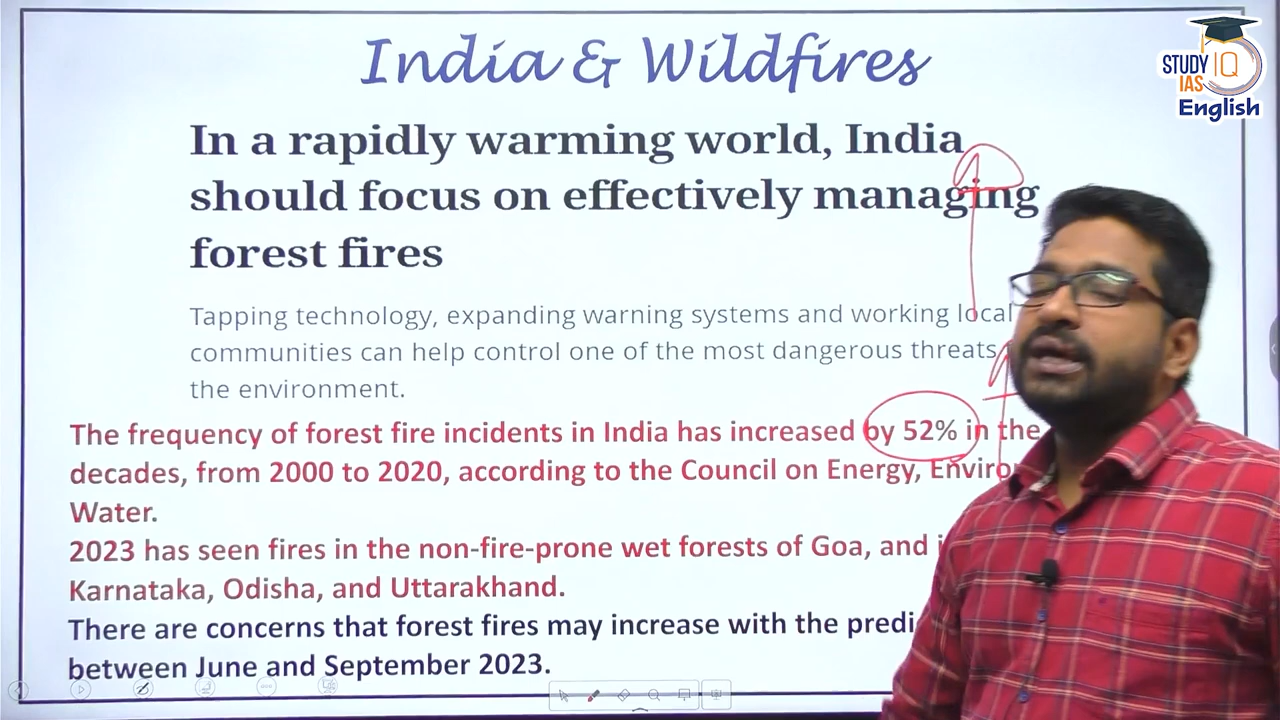 India & Wildfires
STUDY IQ
IAS
English
In a rapidly warming world, India
should focus on effectively managing
forest fires
Tapping technology, expanding warning systems and working local
communities can help control one of the most dangerous threats
the environment.
The frequency of forest fire incidents in India has increased by 52% in the
decades, from 2000 to 2020, according to the Council on Energy,
Water.
2023 has seen fires in the non-fire-prone wet forests of Goa, and
Karnataka, Odisha, and Uttarakhand.
There are concerns that forest fires may increase with the
between June and September 2023.